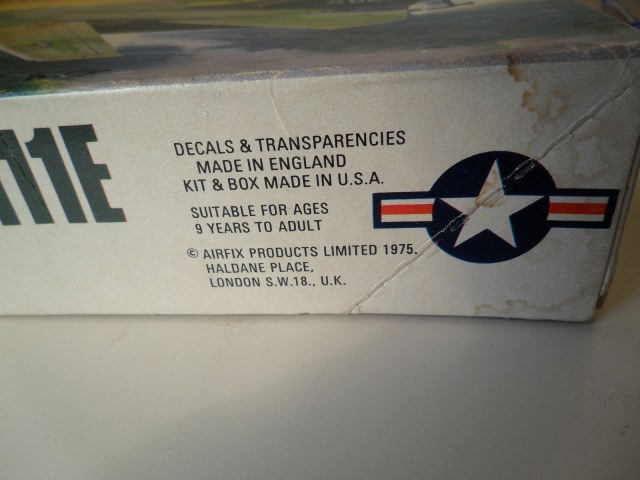 11E
DECALS & TRANSPARENCIES
MADE IN ENGLAND
KIT & BOX MADE IN U.S.A.
SUITABLE FOR AGES
9 YEARS TO ADULT
© AIRFIX PRODUCTS LIMITED 1975.
HALDANE PLACE,
LONDON S.W.18., U.K.